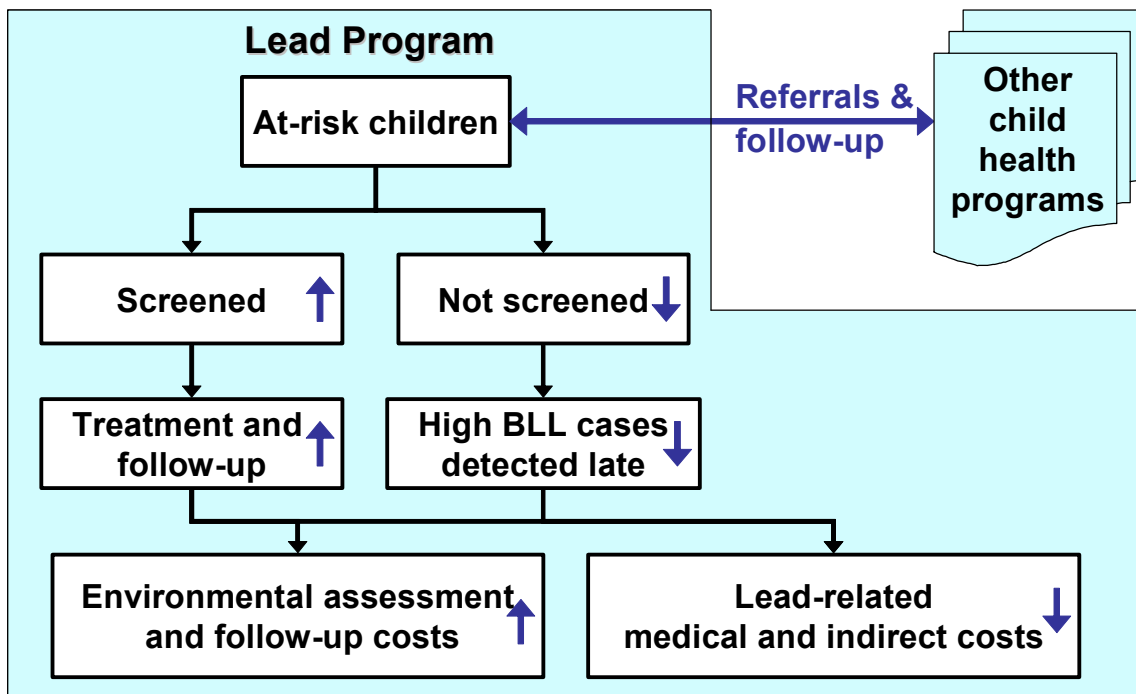 Lead Program
At-risk children
Referrals &
follow-up
Other
child
health
programs
Screened
Not screened
Treatment and
follow-up
High BLL cases
detected late
Environmental assessment
and follow-up costs
Lead-related
medical and indirect costs